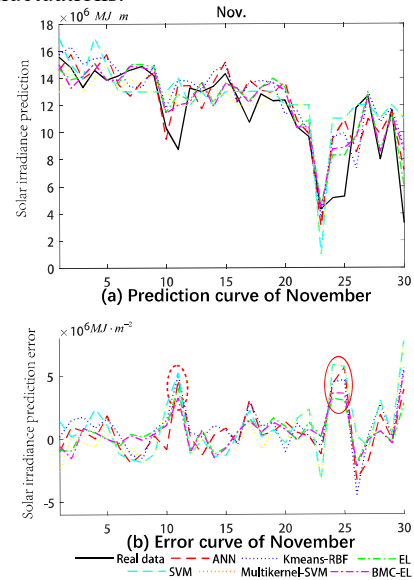 Nov.
×10⁶ MJ · m
Solar irradiance prediction
18
16
14
12
10
8
6
4
2
0
5 10 15 20 25 30
(a) Prediction curve of November
×10⁶MJ·m⁻²
Solar irradiance prediction error
5
0
-5
5 10 15 20 25 30
(b) Error curve of November
Real data ANN Kmeans-RBF EL
SVM Multikernel-SVM BMC-EL